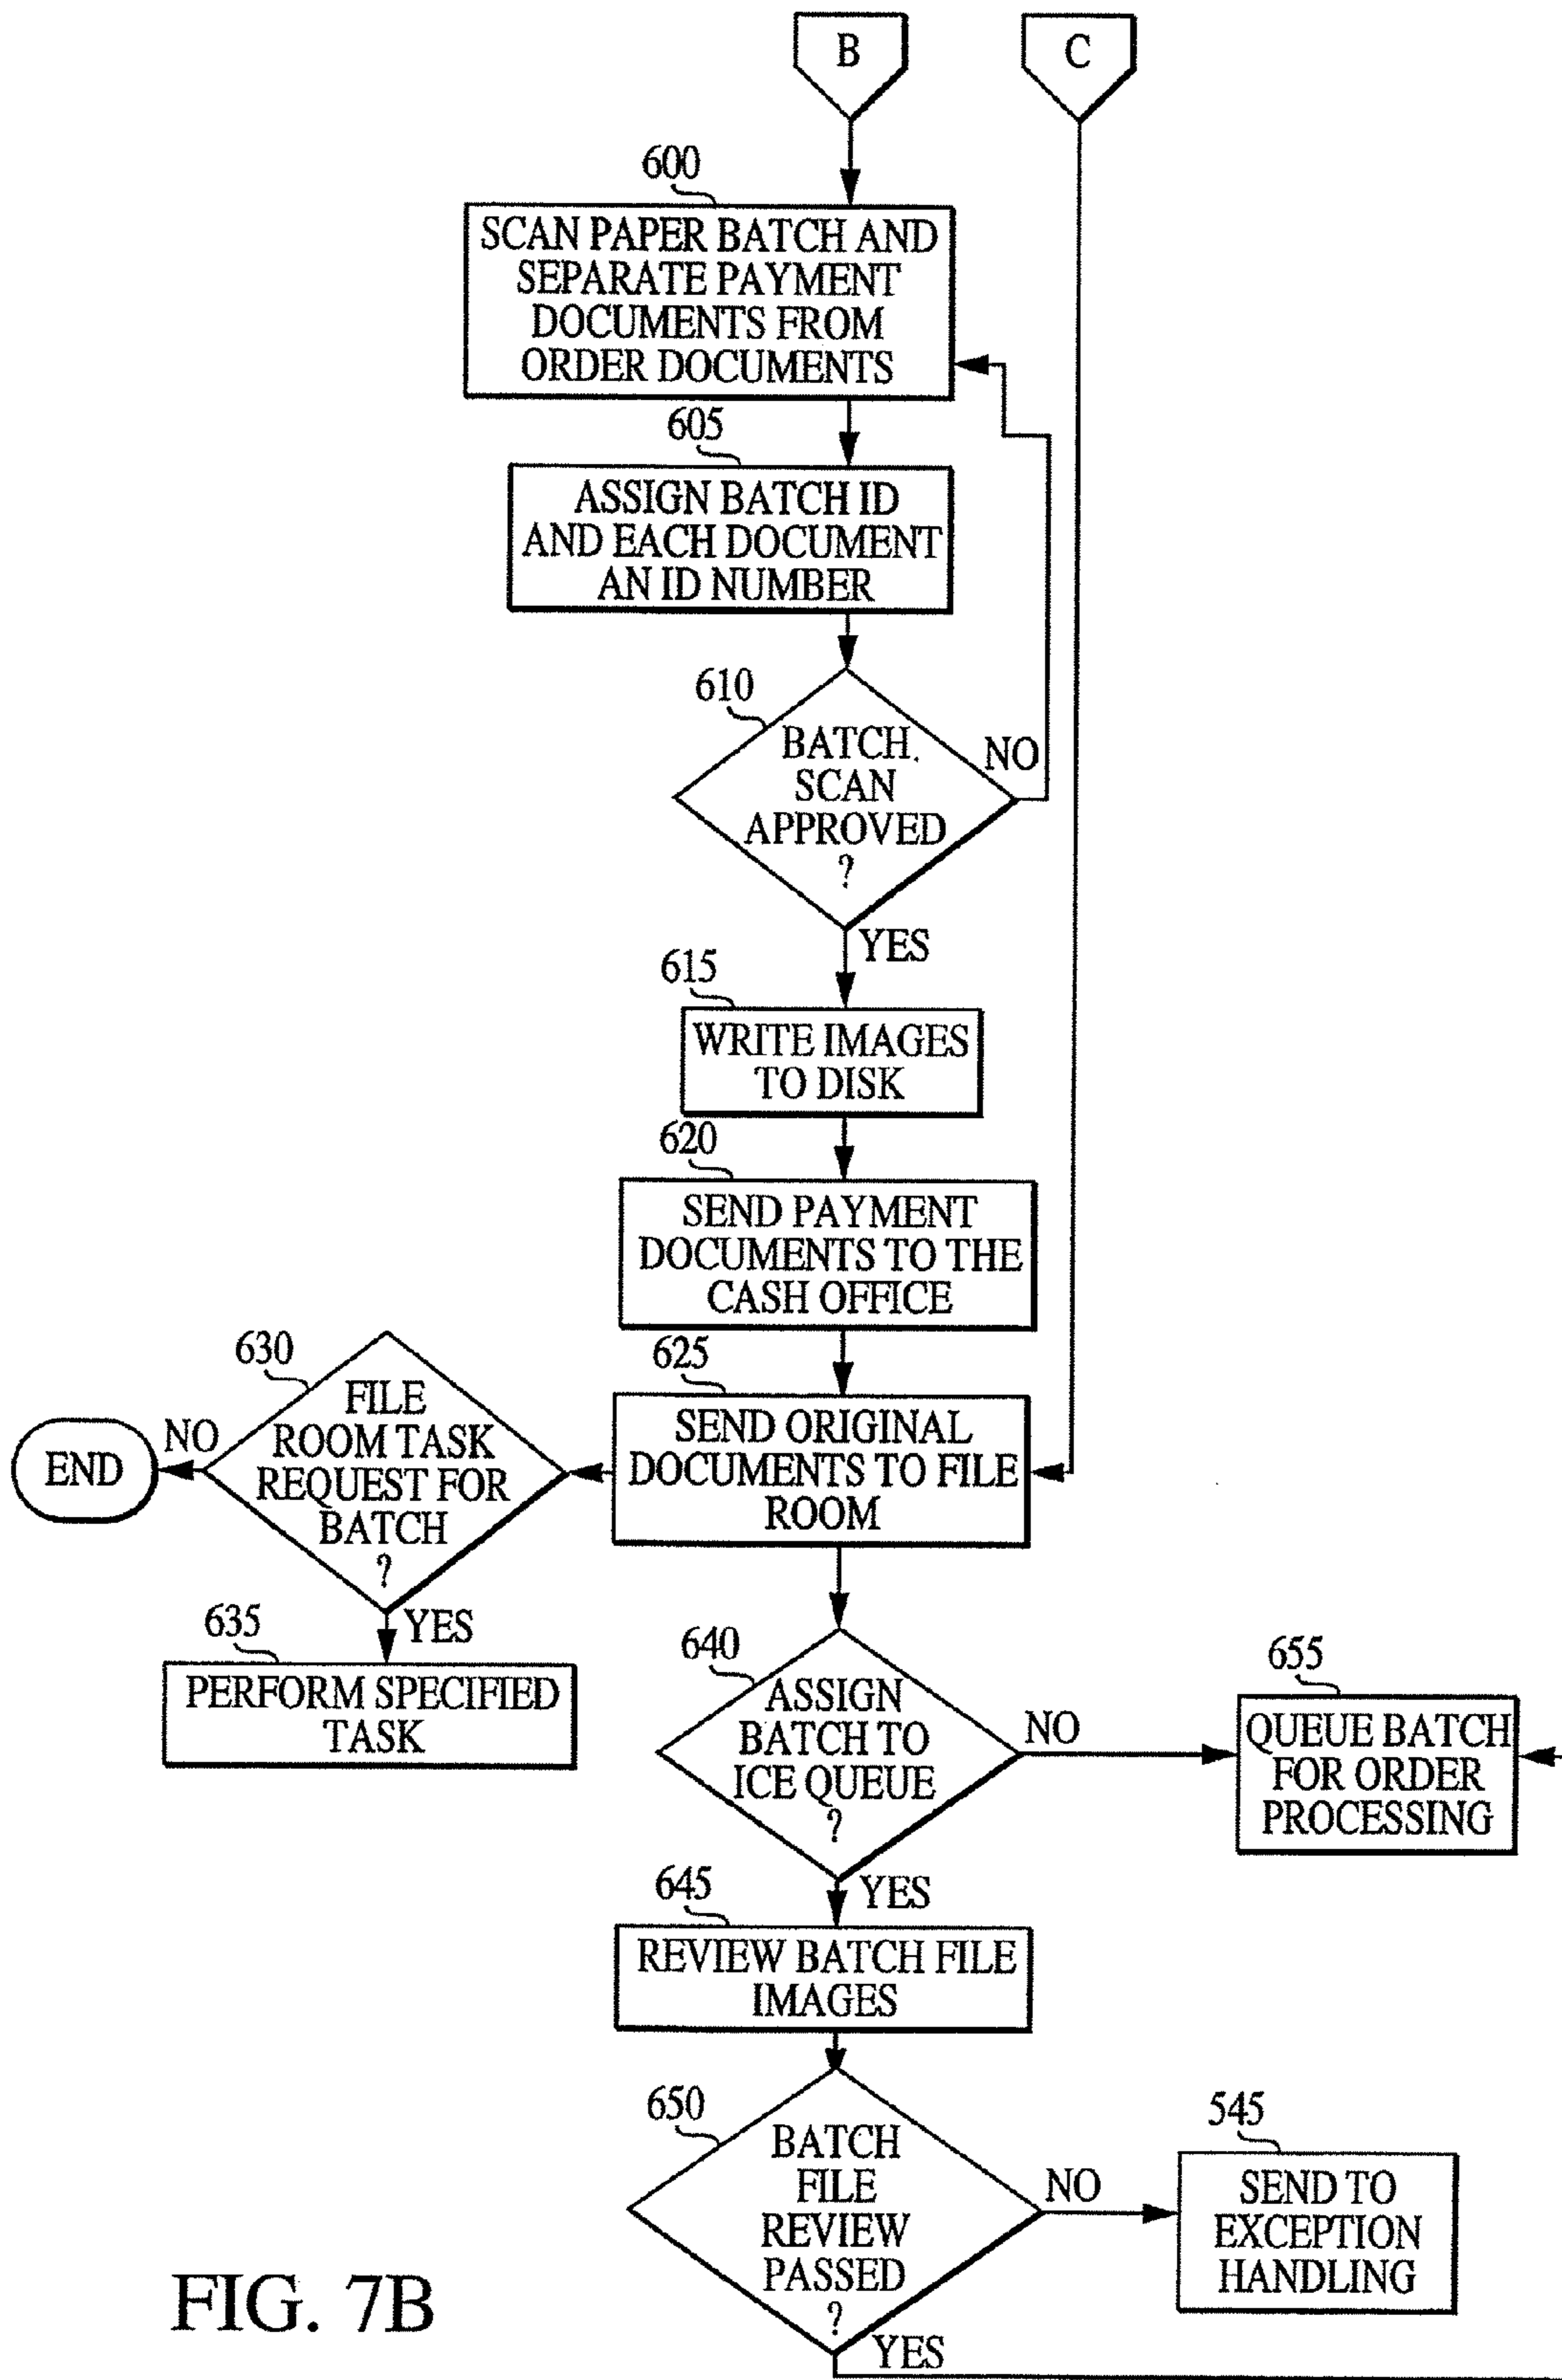 B
C
600
SCAN PAPER BATCH AND
SEPARATE PAYMENT
DOCUMENTS FROM
ORDER DOCUMENTS
605
ASSIGN BATCH ID
AND EACH DOCUMENT
AN ID NUMBER
610
BATCH
SCAN
APPROVED
?
NO
YES
615
WRITE IMAGES
TO DISK
620
SEND PAYMENT
DOCUMENTS TO THE
CASH OFFICE
625
SEND ORIGINAL
DOCUMENTS TO FILE
ROOM
630
FILE
ROOM TASK
REQUEST FOR
BATCH
?
NO
END
YES
635
PERFORM SPECIFIED
TASK
640
ASSIGN
BATCH TO
ICE QUEUE
?
NO
655
QUEUE BATCH
FOR ORDER
PROCESSING
YES
645
REVIEW BATCH FILE
IMAGES
650
BATCH
FILE
REVIEW
PASSED
?
NO
545
SEND TO
EXCEPTION
HANDLING
YES
FIG. 7B